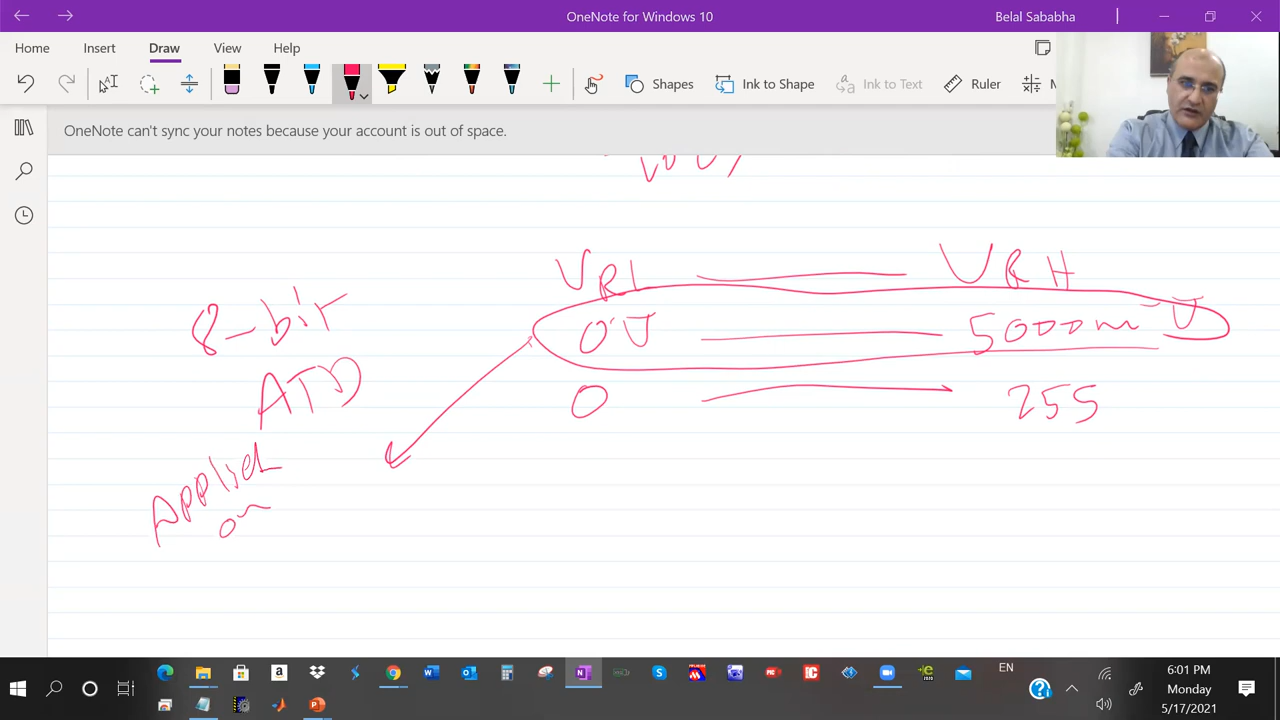 OneNote for Windows 10
Belal Sababha
Home Insert Draw View Help
Shapes Ink to Shape Ink to Text Ruler M
OneNote can't sync your notes because your account is out of space.
VRL VRH
8-bit
0V 5000m-V
ATD
0 255
Applied
on
EN
6:01 PM
Monday
5/17/2021